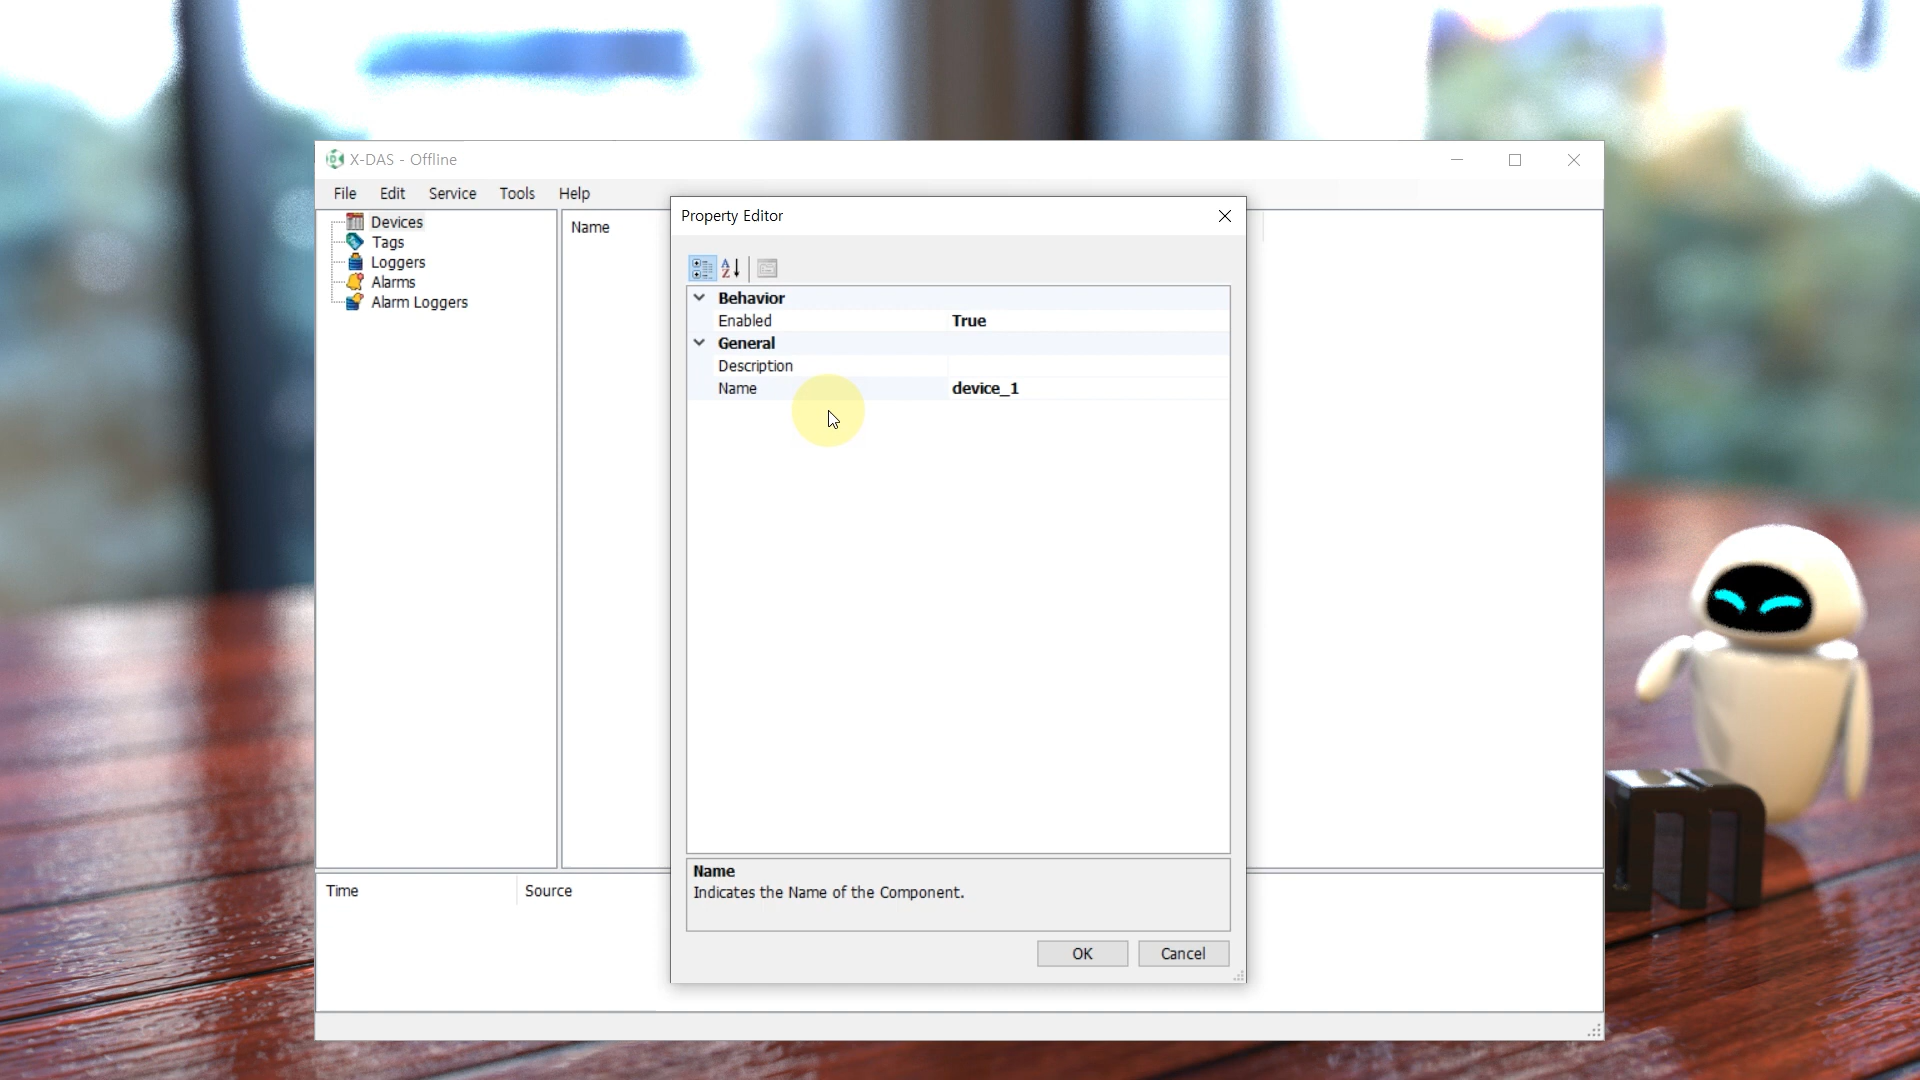 X-DAS - Offline
File Edit Service Tools Help
Devices
Tags
Loggers
Alarms
Alarm Loggers
Name
Property Editor
Behavior
Enabled True
General
Description
Name device_1
Name
Indicates the Name of the Component.
OK Cancel
Time Source
m